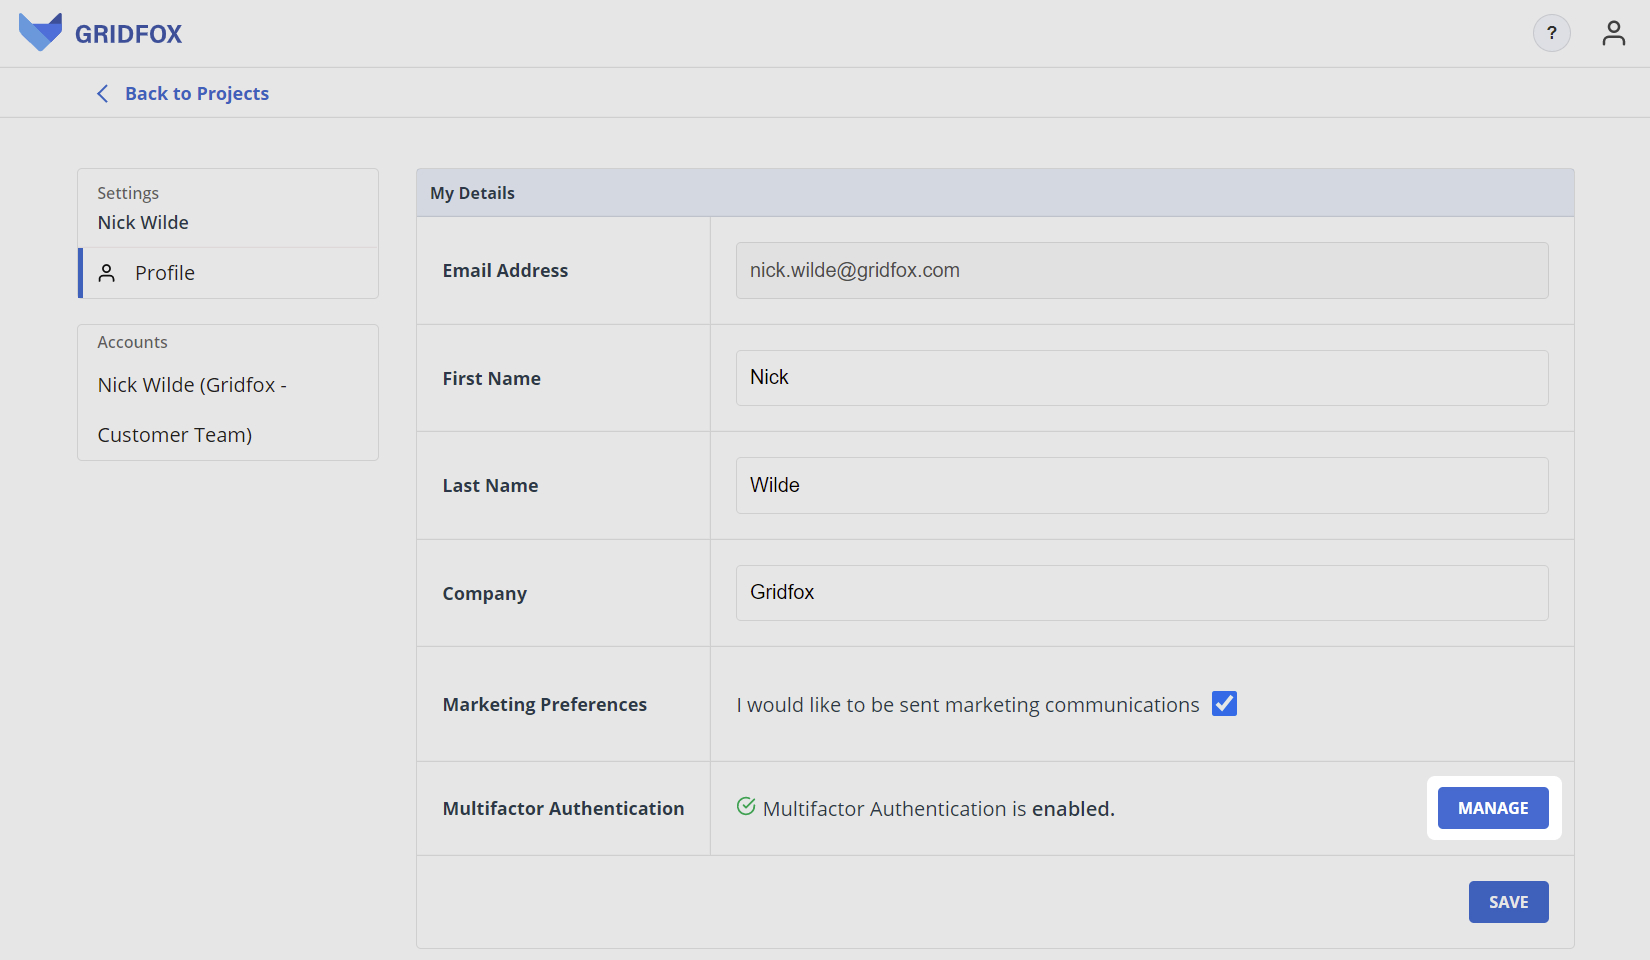 GRIDFOX
?
Back to Projects
Settings
Nick Wilde
Profile
Accounts
Nick Wilde (Gridfox -
Customer Team)
My Details
Email Address
nick.wilde@gridfox.com
First Name
Nick
Last Name
Wilde
Company
Gridfox
Marketing Preferences
I would like to be sent marketing communications
Multifactor Authentication
Multifactor Authentication is enabled.
MANAGE
SAVE